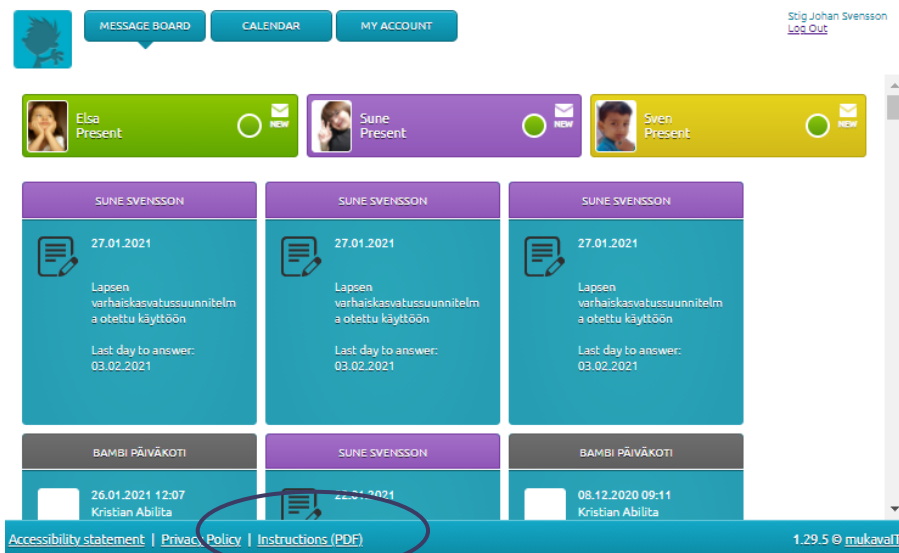 MESSAGE BOARD
CALENDAR
MY ACCOUNT
Stig Johan Svensson
Log Out
Elsa
Present
NEW
Sune
Present
NEW
Sven
Present
NEW
SUNE SVENSSON
27.01.2021
Lapsen
varhaiskasvatussuunnitelm
a otettu käyttöön
Last day to answer:
03.02.2021
SUNE SVENSSON
27.01.2021
Lapsen
varhaiskasvatussuunnitelm
a otettu käyttöön
Last day to answer:
03.02.2021
SUNE SVENSSON
27.01.2021
Lapsen
varhaiskasvatussuunnitelm
a otettu käyttöön
Last day to answer:
03.02.2021
BAMBI PÄIVÄKOTI
26.01.2021 12:07
Kristian Abilita
SUNE SVENSSON
22.01.2021
BAMBI PÄIVÄKOTI
08.12.2020 09:11
Kristian Abilita
Accessibility statement | Privacy Policy | Instructions (PDF)
1.29.5 © mukavaIT